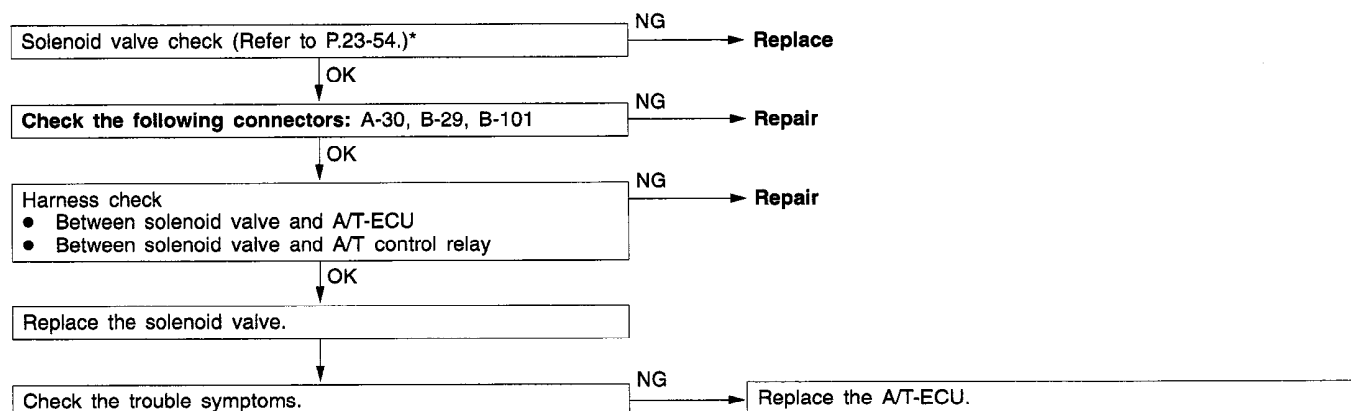 NG
Solenoid valve check (Refer to P.23-54.)*
Replace
OK
NG
Check the following connectors: A-30, B-29, B-101
Repair
OK
NG
Harness check
Repair
● Between solenoid valve and A/T-ECU
● Between solenoid valve and A/T control relay
OK
Replace the solenoid valve.
NG
Check the trouble symptoms.
Replace the A/T-ECU.